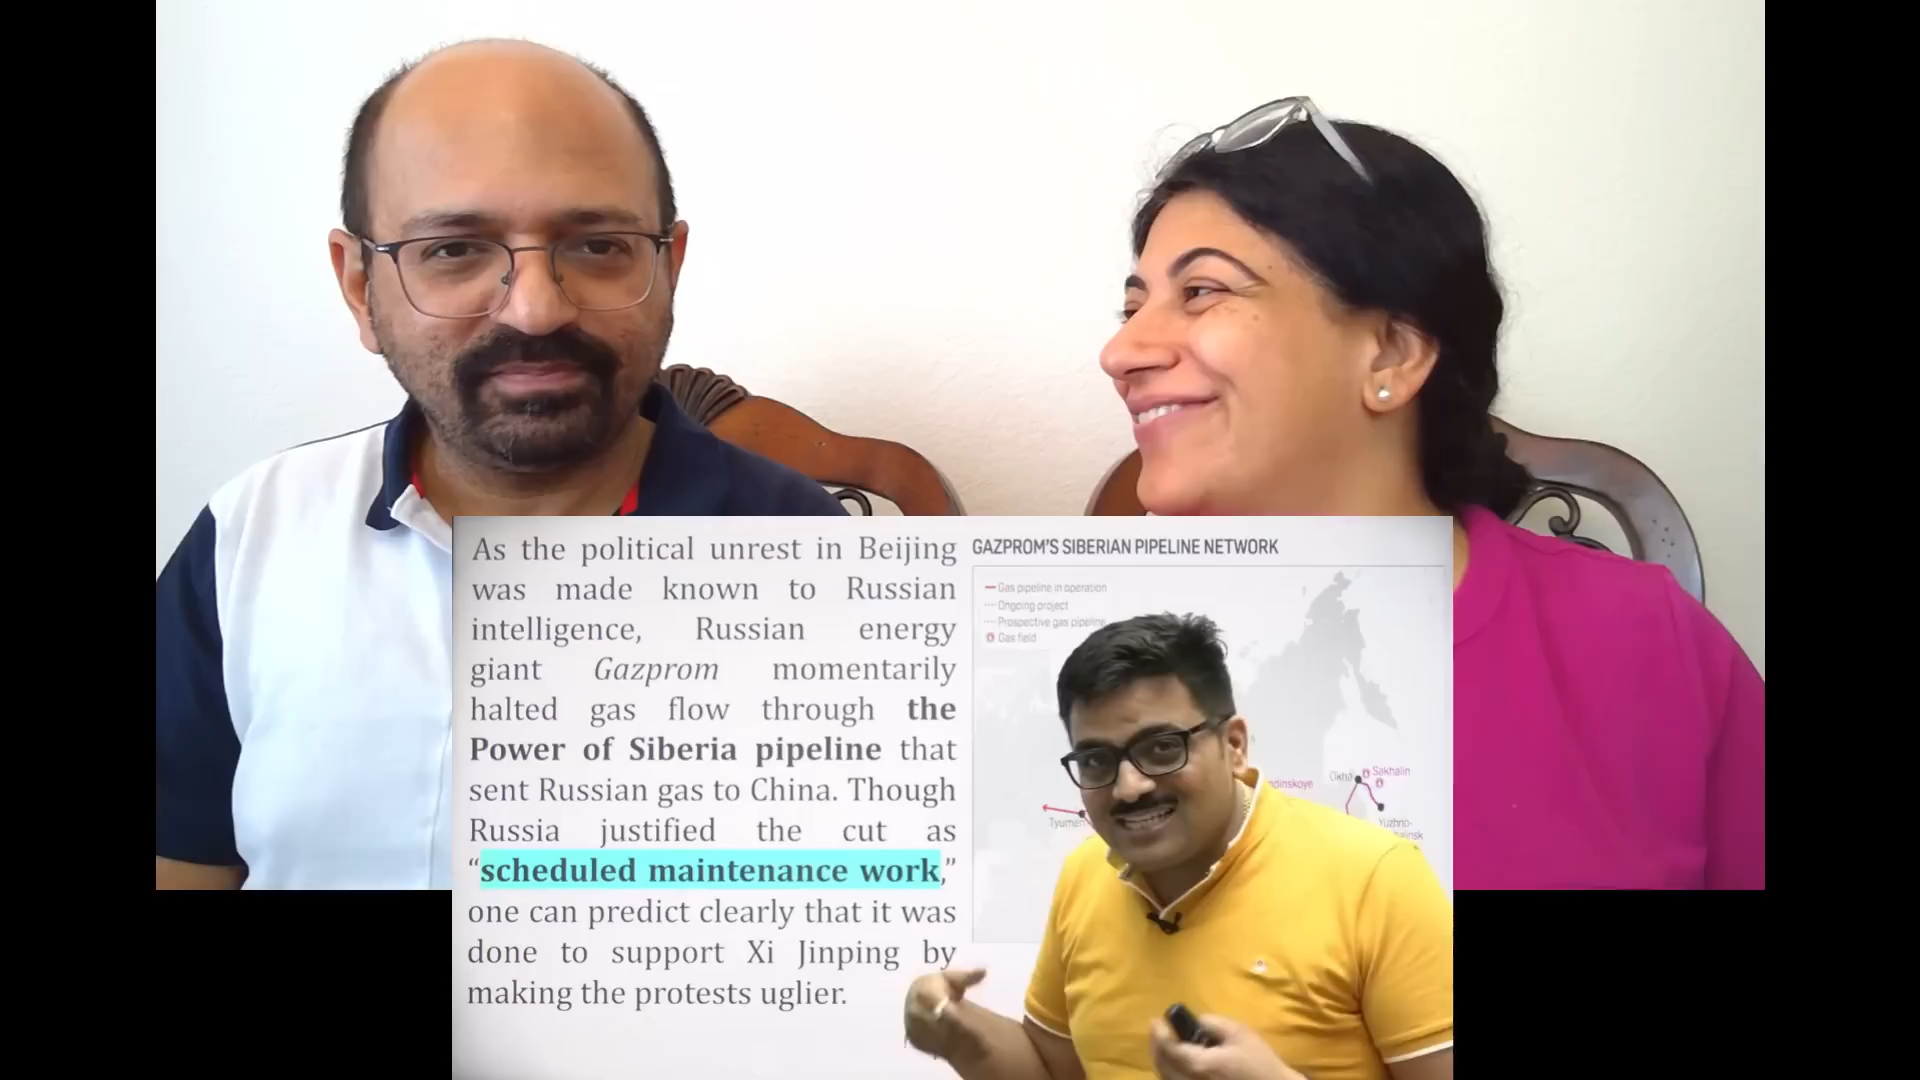 As the political unrest in Beijing
was made known to Russian
intelligence, Russian energy
giant Gazprom momentarily
halted gas flow through the
Power of Siberia pipeline that
sent Russian gas to China. Though
Russia justified the cut as
“scheduled maintenance work,”
one can predict clearly that it was
done to support Xi Jinping by
making the protests uglier.
GAZPROM'S SIBERIAN PIPELINE NETWORK
Gas pipeline in operation
Ongoing project
Prospective gas pipeline
Gas field
Okha
Sakhalin
Tyumen